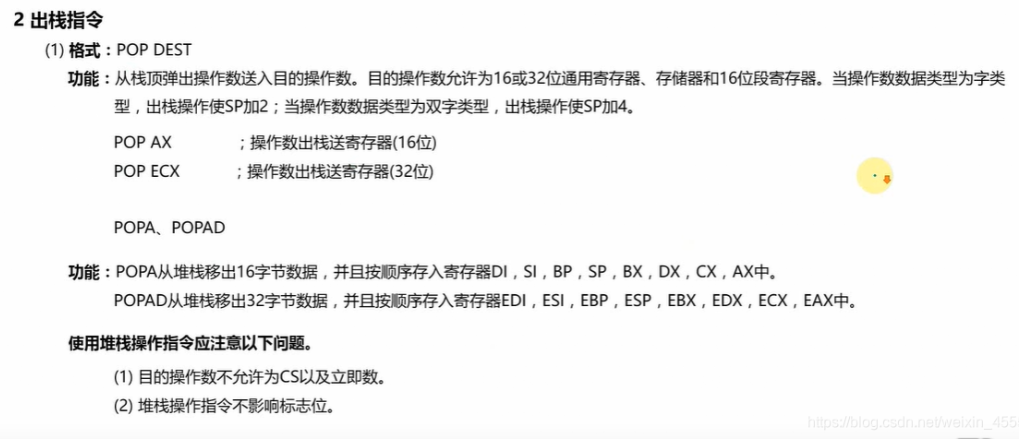 2 出栈指令
(1) 格式：POP DEST
功能：从栈顶弹出操作数送入目的操作数。目的操作数允许为16或32位通用寄存器、存储器和16位段寄存器。当操作数数据类型为字类
型，出栈操作使SP加2；当操作数数据类型为双字类型，出栈操作使SP加4。
POP AX ；操作数出栈送寄存器(16位)
POP ECX ；操作数出栈送寄存器(32位)
POPA、POPAD
功能：POPA从堆栈移出16字节数据，并且按顺序存入寄存器DI，SI，BP，SP，BX，DX，CX，AX中。
POPAD从堆栈移出32字节数据，并且按顺序存入寄存器EDI，ESI，EBP，ESP，EBX，EDX，ECX，EAX中。
使用堆栈操作指令应注意以下问题。
(1) 目的操作数不允许为CS以及立即数。
(2) 堆栈操作指令不影响标志位。
https://blog.csdn.net/weixin_455